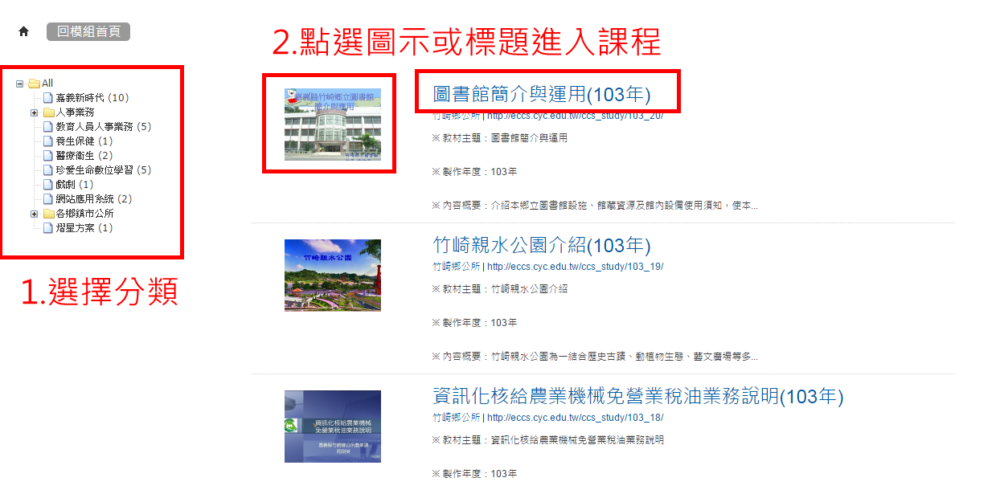 回模組首頁
2.點選圖示或標題進入課程
All
嘉義新時代 (10)
人事業務
教育人員人事業務 (5)
養生保健 (1)
醫療衛生 (2)
珍愛生命數位學習 (5)
戲劇 (1)
網站應用系統 (2)
各鄉鎮市公所
熠星方案 (1)
1.選擇分類
嘉義縣竹崎鄉立圖書館
簡介與應用
圖書館簡介與運用(103年)
竹崎鄉公所 | http://eccs.cyc.edu.tw/ccs_study/103_20/
※ 教材主題：圖書館簡介與運用
※ 製作年度：103年
※ 內容概要：介紹本鄉立圖書館設施、館藏資源及館內設備使用須知，使本...
竹崎親水公園
竹崎親水公園介紹(103年)
竹崎鄉公所 | http://eccs.cyc.edu.tw/ccs_study/103_19/
※ 教材主題：竹崎親水公園介紹
※ 製作年度：103年
※ 內容概要：竹崎親水公園為一結合歷史古蹟、動植物生態、藝文廣場等多...
資訊化核給農業機械
免營業稅油業務說明
嘉義縣竹崎鄉公所農業課
資訊化核給農業機械免營業稅油業務說明(103年)
竹崎鄉公所 | http://eccs.cyc.edu.tw/ccs_study/103_18/
※ 教材主題：資訊化核給農業機械免營業稅油業務說明
※ 製作年度：103年